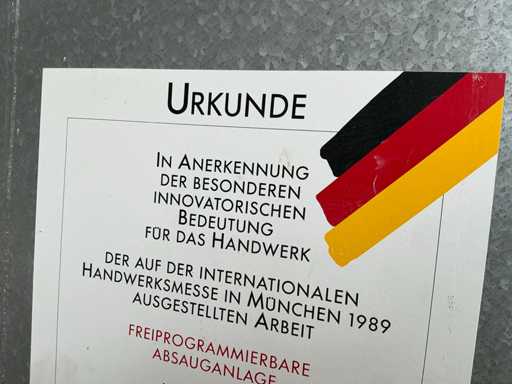 URKUNDE
IN ANERKENNUNG
DER BESONDEREN
INNOVATORISCHEN
BEDEUTUNG
FÜR DAS HANDWERK
DER AUF DER INTERNATIONALEN
HANDWERKSMESSE IN MÜNCHEN 1989
AUSGESTELLTEN ARBEIT
FREIPROGRAMMIERBARE
ABSAUGANLAGE